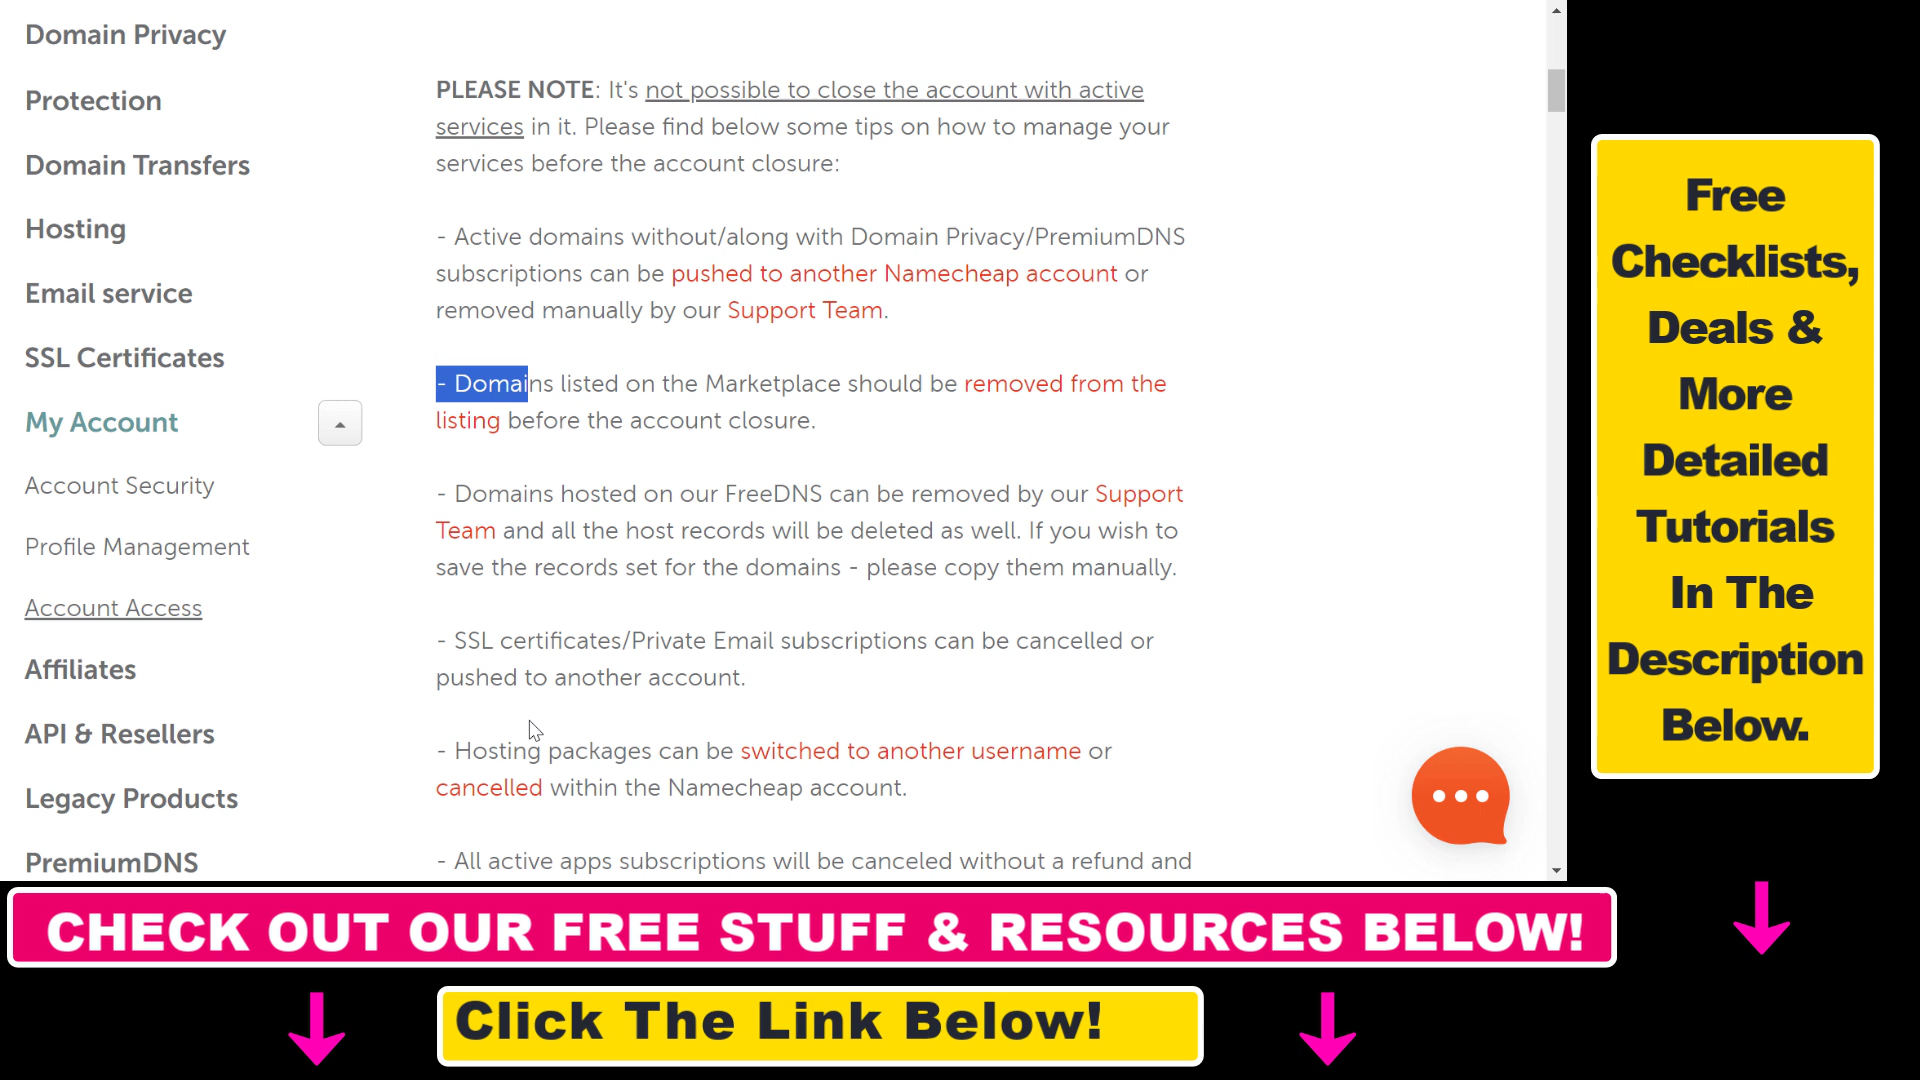 Domain Privacy
Protection
Domain Transfers
Hosting
Email service
SSL Certificates
My Account
Account Security
Profile Management
Account Access
Affiliates
API & Resellers
Legacy Products
PremiumDNS
PLEASE NOTE: It's not possible to close the account with active
services in it. Please find below some tips on how to manage your
services before the account closure:
- Active domains without/along with Domain Privacy/PremiumDNS
subscriptions can be pushed to another Namecheap account or
removed manually by our Support Team.
- Domains listed on the Marketplace should be removed from the
listing before the account closure.
- Domains hosted on our FreeDNS can be removed by our Support
Team and all the host records will be deleted as well. If you wish to
save the records set for the domains - please copy them manually.
- SSL certificates/Private Email subscriptions can be cancelled or
pushed to another account.
- Hosting packages can be switched to another username or
cancelled within the Namecheap account.
- All active apps subscriptions will be canceled without a refund and
Free
Checklists,
Deals &
More
Detailed
Tutorials
In The
Description
Below.
CHECK OUT OUR FREE STUFF & RESOURCES BELOW!
Click The Link Below!